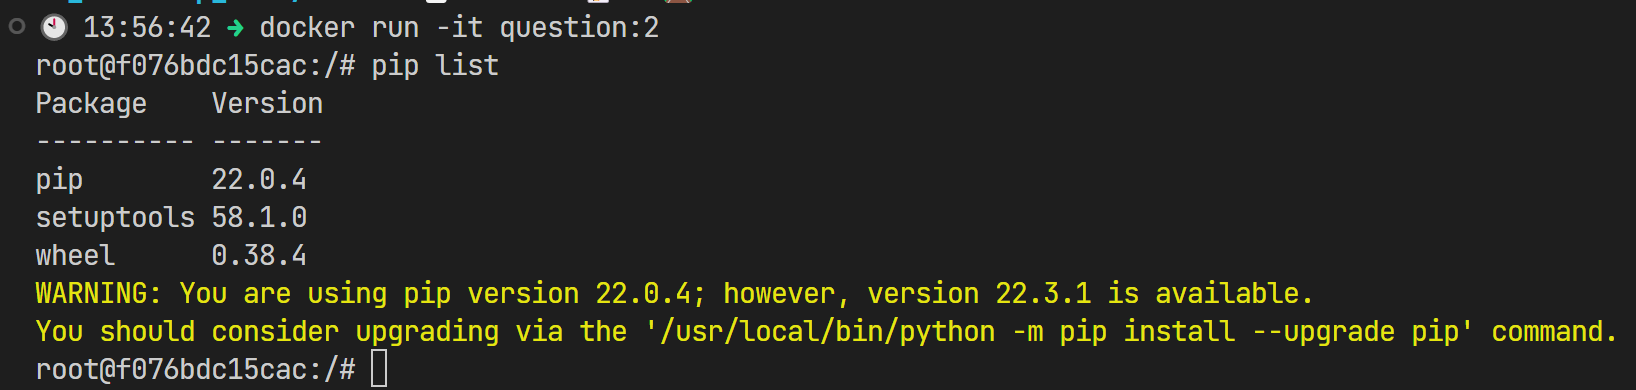 13:56:42 → docker run -it question:2
root@f076bdc15cac:/# pip list
Package    Version
---------- -------
pip        22.0.4
setuptools 58.1.0
wheel      0.38.4
WARNING: You are using pip version 22.0.4; however, version 22.3.1 is available.
You should consider upgrading via the '/usr/local/bin/python -m pip install --upgrade pip' command.
root@f076bdc15cac:/#